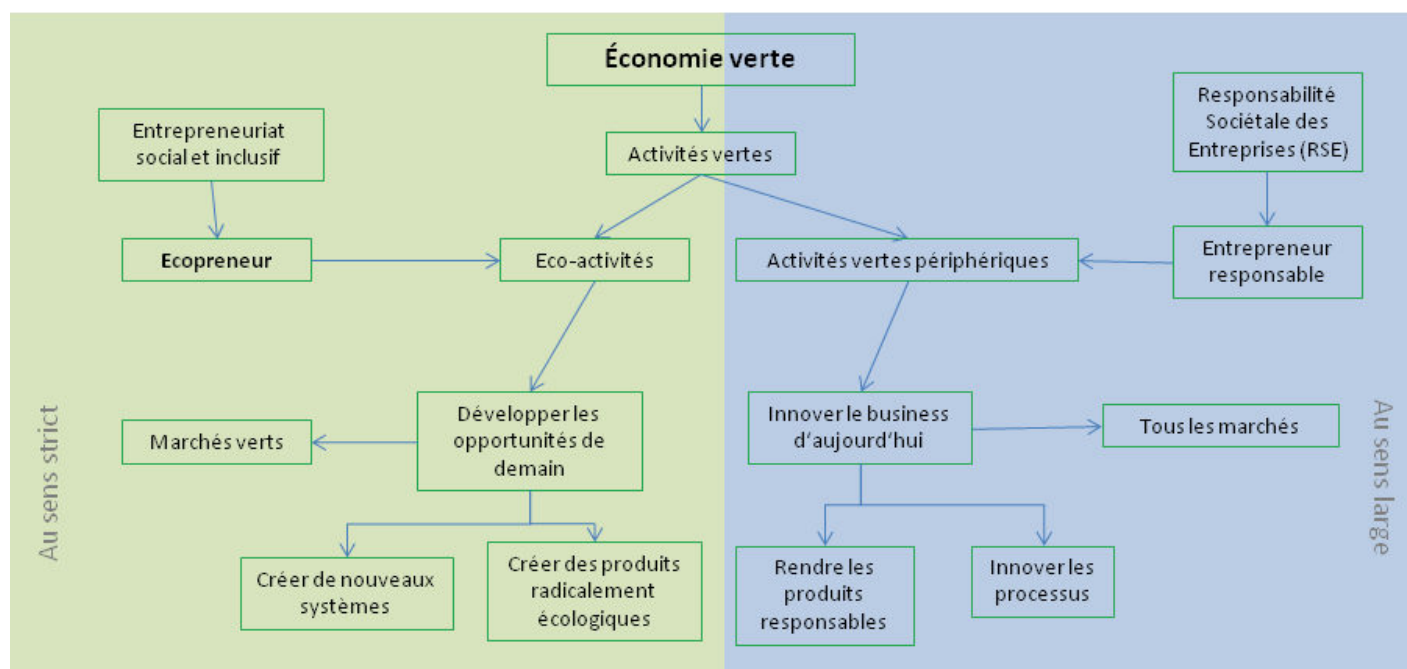 Économie verte
Responsabilité
Sociétale des
Entreprises (RSE)
Entrepreneuriat
social et inclusif
Activités vertes
Ecopreneur
Eco-activités
Activités vertes périphériques
Entrepreneur
responsable
Au sens strict
Marchés verts
Développer les
opportunités de
demain
Innover le business
d'aujourd'hui
Tous les marchés
Au sens large
Créer de nouveaux
systèmes
Créer des produits
radicalement
écologiques
Rendre les
produits
responsables
Innover les
processus